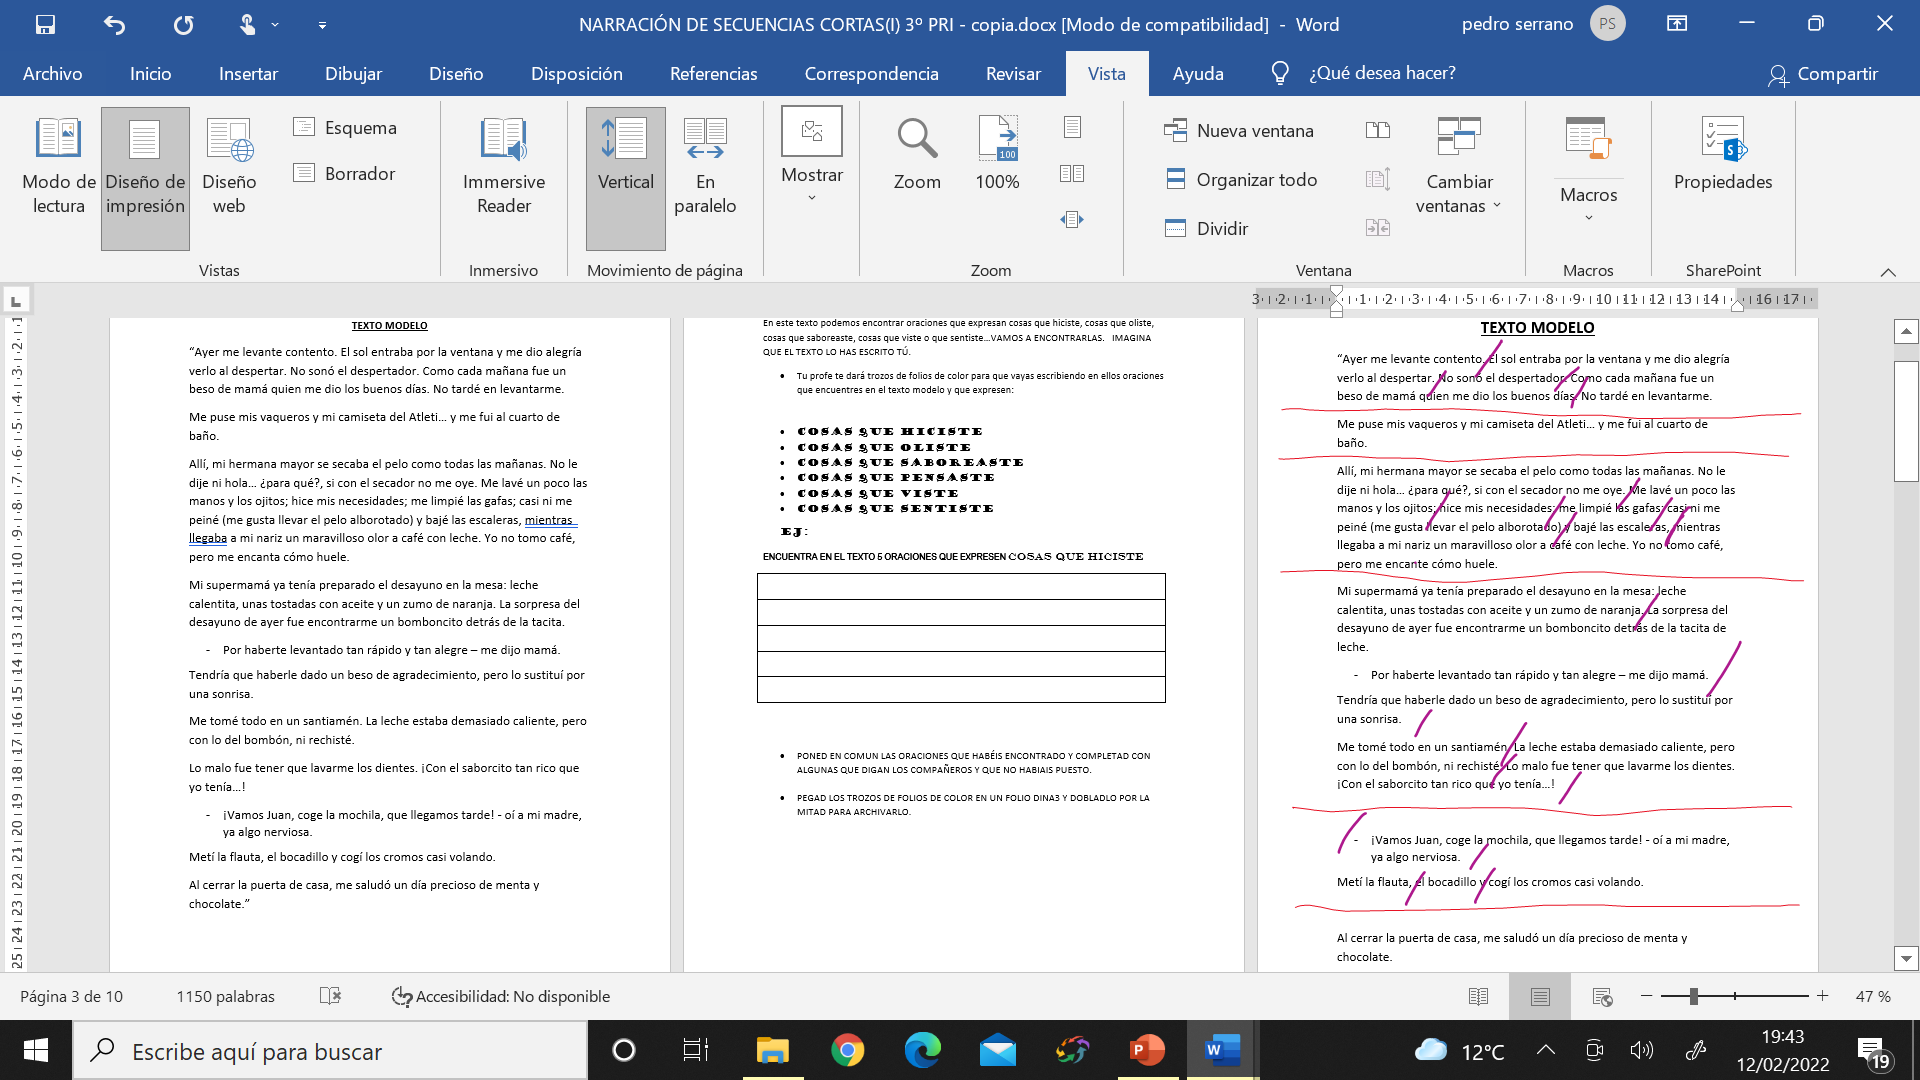 NARRACIÓN DE SECUENCIAS CORTAS(I) 3º PRI - copia.docx [Modo de compatibilidad] - Word
pedro serrano
PS
Archivo
Inicio
Insertar
Dibujar
Diseño
Disposición
Referencias
Correspondencia
Revisar
Vista
Ayuda
¿Qué desea hacer?
Compartir
Modo de
lectura
Diseño de
impresión
Diseño
web
Esquema
Borrador
Vistas
Immersive
Reader
Inmersivo
Vertical
En
paralelo
Movimiento de página
Mostrar
Zoom
100%
100
Zoom
Nueva ventana
Organizar todo
Dividir
Cambiar
ventanas
Ventana
Macros
Macros
Propiedades
SharePoint
3 2 1 1 2 3 4 5 6 7 8 9 10 11 12 13 14 16 17
TEXTO MODELO
“Ayer me levante contento. El sol entraba por la ventana y me dio alegría
verlo al despertar. No sonó el despertador. Como cada mañana fue un
beso de mamá quien me dio los buenos días. No tardé en levantarme.
Me puse mis vaqueros y mi camiseta del Atleti... y me fui al cuarto de
baño.
Allí, mi hermana mayor se secaba el pelo como todas las mañanas. No le
dije ni hola... ¿para qué?, si con el secador no me oye. Me lavé un poco las
manos y los ojitos; hice mis necesidades; me limpié las gafas; casi ni me
peiné (me gusta llevar el pelo alborotado) y bajé las escaleras, mientras
llegaba a mi nariz un maravilloso olor a café con leche. Yo no tomo café,
pero me encanta cómo huele.
Mi supermamá ya tenía preparado el desayuno en la mesa: leche
calentita, unas tostadas con aceite y un zumo de naranja. La sorpresa del
desayuno de ayer fue encontrarme un bomboncito detrás de la tacita.
- Por haberte levantado tan rápido y tan alegre – me dijo mamá.
Tendría que haberle dado un beso de agradecimiento, pero lo sustituí por
una sonrisa.
Me tomé todo en un santiamén. La leche estaba demasiado caliente, pero
con lo del bombón, ni rechisté.
Lo malo fue tener que lavarme los dientes. ¡Con el saborcito tan rico que
yo tenía...!
- ¡Vamos Juan, coge la mochila, que llegamos tarde! - oí a mi madre,
ya algo nerviosa.
Metí la flauta, el bocadillo y cogí los cromos casi volando.
Al cerrar la puerta de casa, me saludó un día precioso de menta y
chocolate.”
En este texto podemos encontrar oraciones que expresan cosas que hiciste, cosas que oliste,
cosas que saboreaste, cosas que viste o que sentiste...VAMOS A ENCONTRARLAS. IMAGINA
QUE EL TEXTO LO HAS ESCRITO TÚ.
• Tu profe te dará trozos de folios de color para que vayas escribiendo en ellos oraciones
que encuentres en el texto modelo y que expresen:
• COSAS QUE HICISTE
• COSAS QUE OLISTE
• COSAS QUE SABOREASTE
• COSAS QUE PENSASTE
• COSAS QUE VISTE
• COSAS QUE SENTISTE
EJ:
ENCUENTRA EN EL TEXTO 5 ORACIONES QUE EXPRESEN COSAS QUE HICISTE
• PONED EN COMUN LAS ORACIONES QUE HABÉIS ENCONTRADO Y COMPLETAD CON
ALGUNAS QUE DIGAN LOS COMPAÑEROS Y QUE NO HABIAIS PUESTO.
• PEGAD LOS TROZOS DE FOLIOS DE COLOR EN UN FOLIO DINA3 Y DOBLADLO POR LA
MITAD PARA ARCHIVARLO.
TEXTO MODELO
“Ayer me levante contento. El sol entraba por la ventana y me dio alegría
verlo al despertar. No sonó el despertador. Como cada mañana fue un
beso de mamá quien me dio los buenos días. No tardé en levantarme.
Me puse mis vaqueros y mi camiseta del Atleti... y me fui al cuarto de
baño.
Allí, mi hermana mayor se secaba el pelo como todas las mañanas. No le
dije ni hola... ¿para qué?, si con el secador no me oye. Me lavé un poco las
manos y los ojitos; hice mis necesidades; me limpié las gafas; casi ni me
peiné (me gusta llevar el pelo alborotado) y bajé las escaleras, mientras
llegaba a mi nariz un maravilloso olor a café con leche. Yo no tomo café,
pero me encante cómo huele.
Mi supermamá ya tenía preparado el desayuno en la mesa: leche
calentita, unas tostadas con aceite y un zumo de naranja. La sorpresa del
desayuno de ayer fue encontrarme un bomboncito detrás de la tacita de
leche.
- Por haberte levantado tan rápido y tan alegre – me dijo mamá.
Tendría que haberle dado un beso de agradecimiento, pero lo sustituí por
una sonrisa.
Me tomé todo en un santiamén. La leche estaba demasiado caliente, pero
con lo del bombón, ni rechisté. Lo malo fue tener que lavarme los dientes.
¡Con el saborcito tan rico que yo tenía...!
- ¡Vamos Juan, coge la mochila, que llegamos tarde! - oí a mi madre,
ya algo nerviosa.
Metí la flauta, el bocadillo y cogí los cromos casi volando.
Al cerrar la puerta de casa, me saludó un día precioso de menta y
chocolate.
Página 3 de 10
1150 palabras
Accesibilidad: No disponible
47 %
Escribe aquí para buscar
12°C
19:43
12/02/2022
19